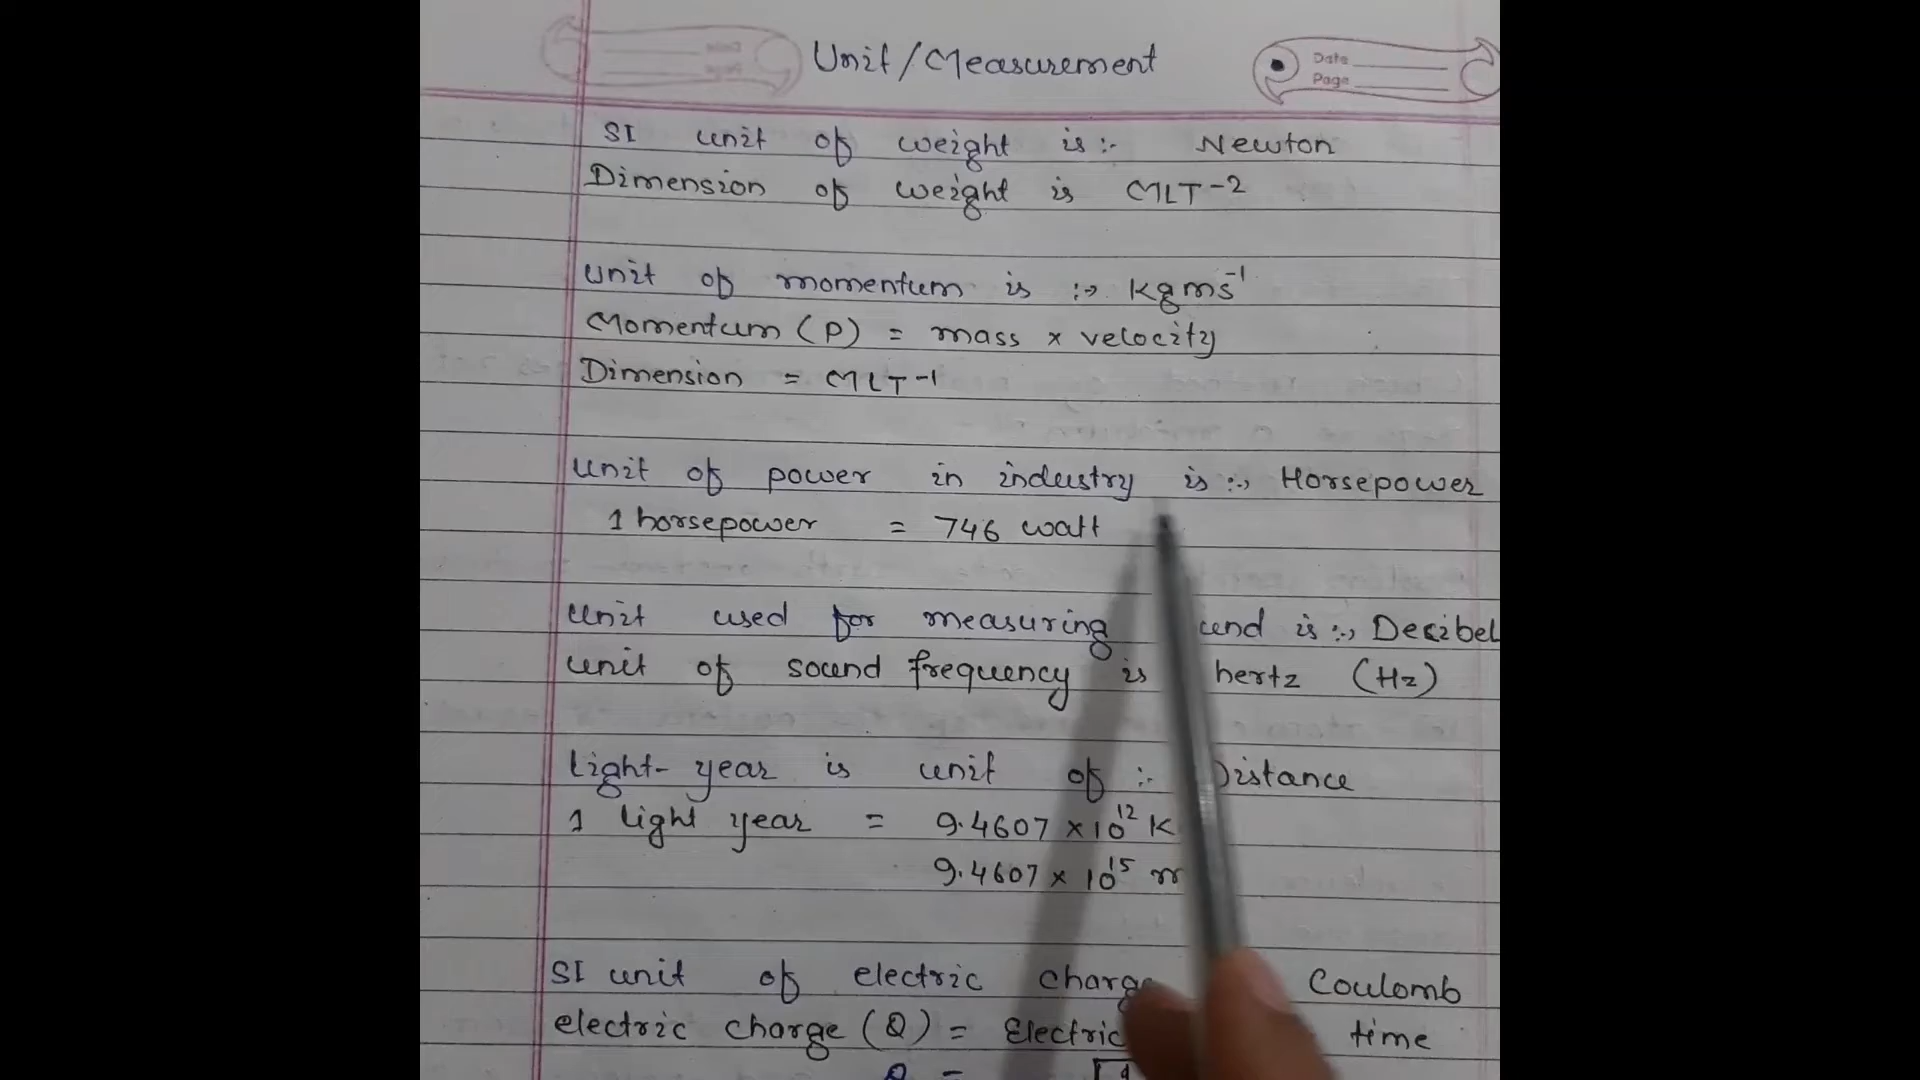 Unit/Measurement
Date
Page
SI unit of weight is:- Newton
Dimension of weight is MLT-2
Unit of momentum is :-> kgms⁻¹
Momentum (P) = mass x velocity
Dimension = MLT-1
Unit of power in industry is:-> Horsepower
1 horsepower = 746 watt
Unit used for measuring is:-> Decibel
Unit of sound frequency is hertz (Hz)
Light-year is unit of :- Distance
1 light year = 9.4607 x 10¹² K
9.4607 x 10¹⁵ m
SI unit of electric charge Coulomb
electric charge (Q) = Electric time
Q =